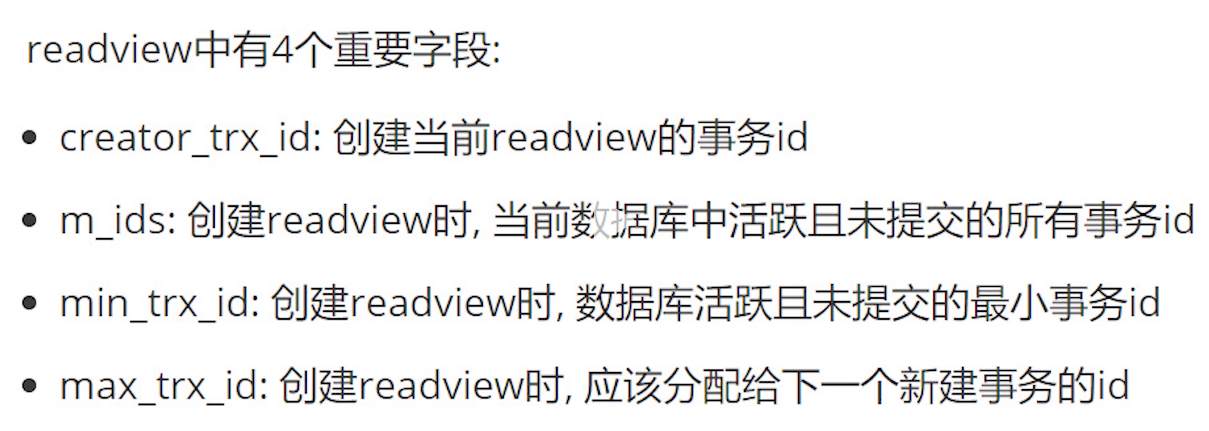 readview中有4个重要字段:
creator_trx_id: 创建当前readview的事务id
m_ids: 创建readview时, 当前数据库中活跃且未提交的所有事务id
min_trx_id: 创建readview时, 数据库活跃且未提交的最小事务id
max_trx_id: 创建readview时, 应该分配给下一个新建事务的id